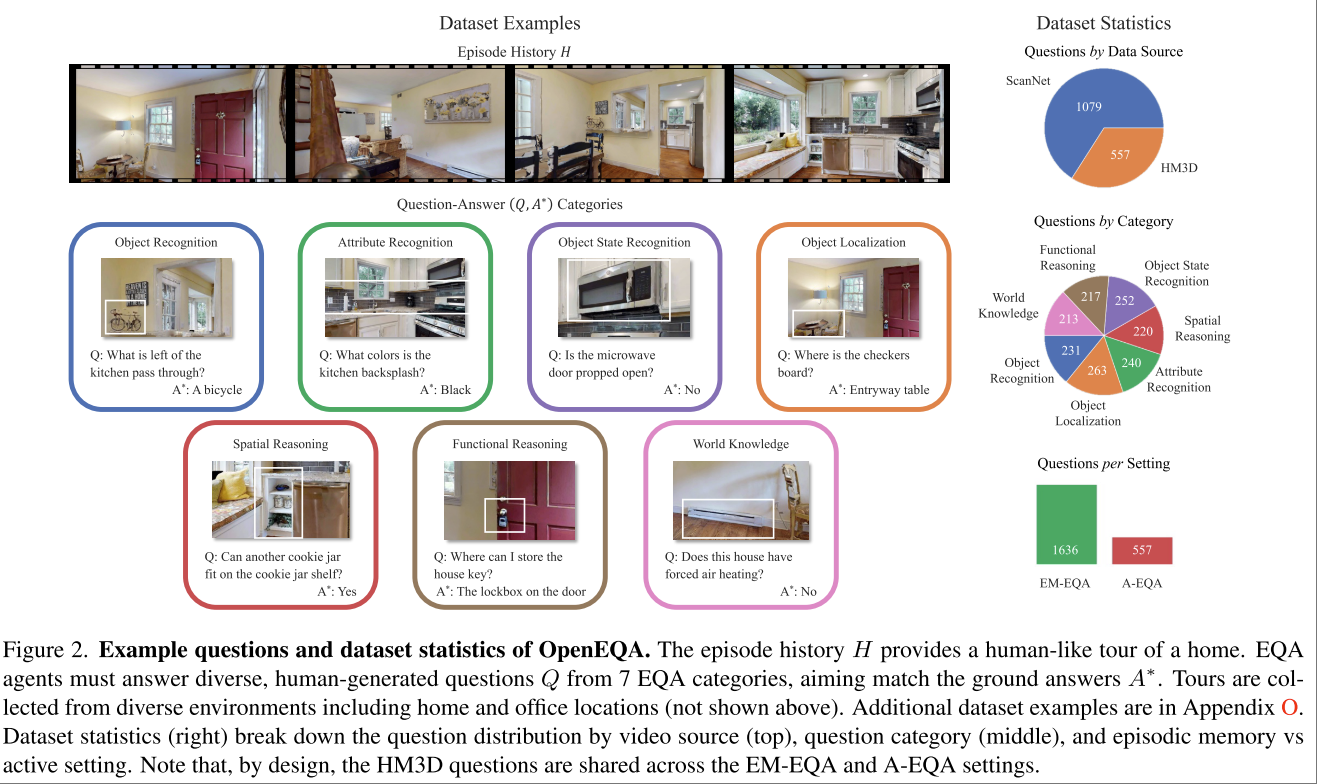 Dataset Examples
Episode History H
Question-Answer (Q, A*) Categories
Object Recognition
Q: What is left of the
kitchen pass through?
A*: A bicycle
Attribute Recognition
Q: What colors is the
kitchen backsplash?
A*: Black
Object State Recognition
Q: Is the microwave
door propped open?
A*: No
Object Localization
Q: Where is the checkers
board?
A*: Entryway table
Spatial Reasoning
Q: Can another cookie jar
fit on the cookie jar shelf?
A*: Yes
Functional Reasoning
Q: Where can I store the
house key?
A*: The lockbox on the door
World Knowledge
Q: Does this house have
forced air heating?
A*: No
Dataset Statistics
Questions by Data Source
ScanNet
1079
557
HM3D
Questions by Category
Functional
Reasoning
Object State
Recognition
World
Knowledge
Spatial
Reasoning
Object
Recognition
Attribute
Recognition
Object
Localization
217
252
213
220
231
240
263
Questions per Setting
1636
557
EM-EQA
A-EQA
Figure 2. Example questions and dataset statistics of OpenEQA. The episode history H provides a human-like tour of a home. EQA
agents must answer diverse, human-generated questions Q from 7 EQA categories, aiming match the ground answers A*. Tours are col-
lected from diverse environments including home and office locations (not shown above). Additional dataset examples are in Appendix O.
Dataset statistics (right) break down the question distribution by video source (top), question category (middle), and episodic memory vs
active setting. Note that, by design, the HM3D questions are shared across the EM-EQA and A-EQA settings.